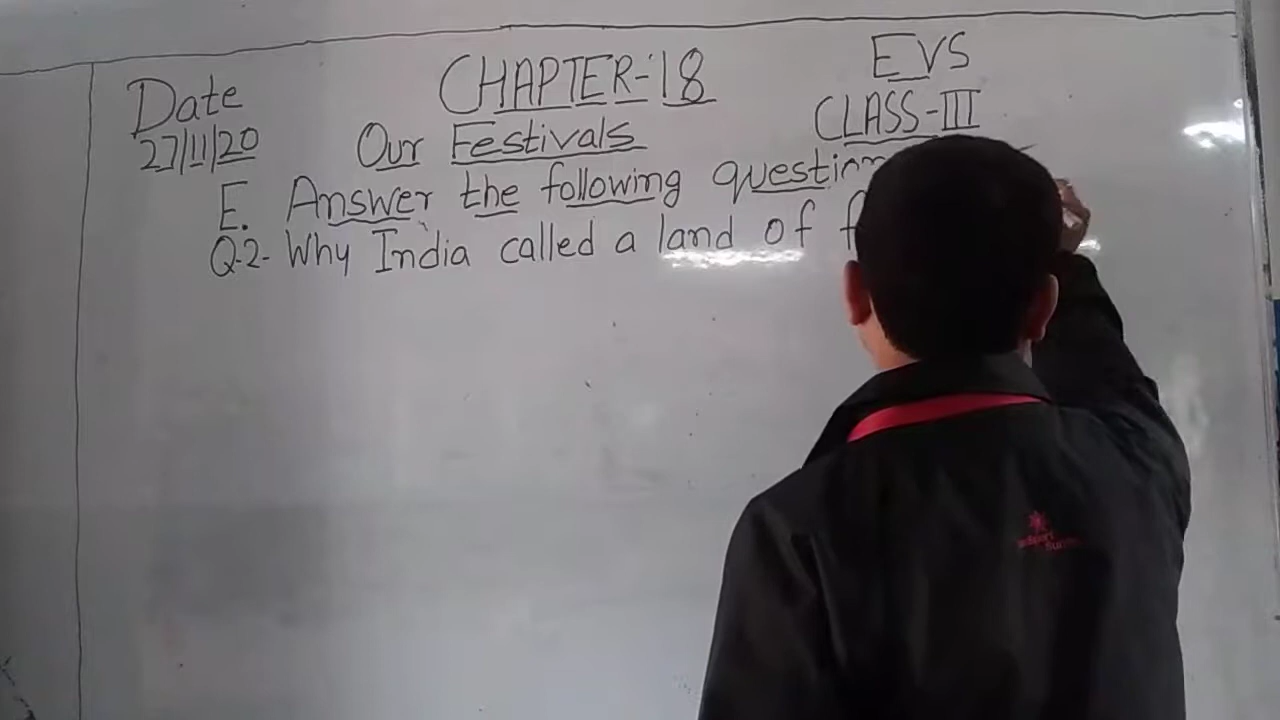 CHAPTER-18
EVS
Date
CLASS-III
27/11/20
Our Festivals
E. Answer the following
Q.2- Why India called a land of